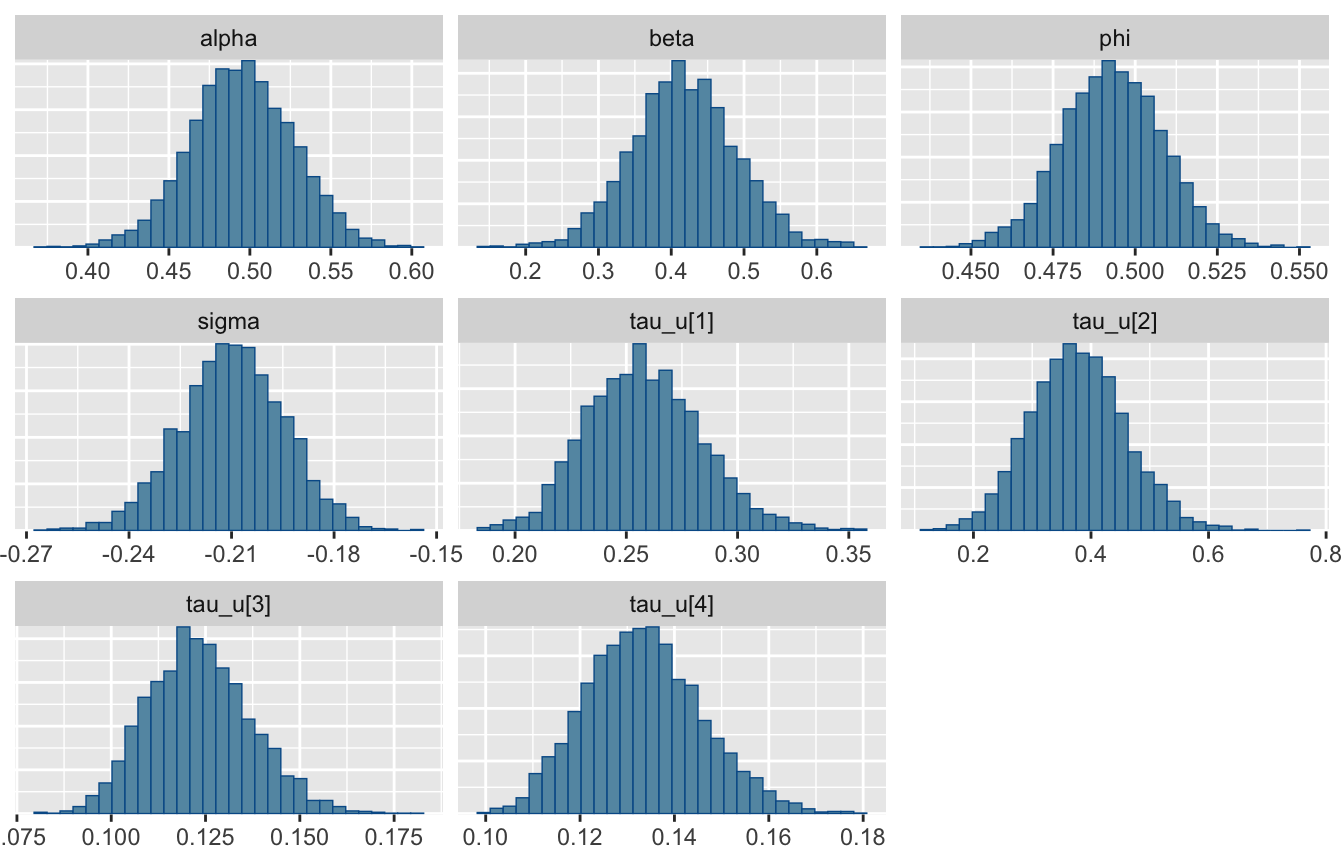 alpha beta phi
0.40 0.45 0.50 0.55 0.60 0.2 0.3 0.4 0.5 0.6 0.450 0.475 0.500 0.525 0.550
sigma tau_u[1] tau_u[2]
-0.27 -0.24 -0.21 -0.18 -0.15 0.20 0.25 0.30 0.35 0.2 0.4 0.6 0.8
tau_u[3] tau_u[4]
.075 0.100 0.125 0.150 0.175 0.10 0.12 0.14 0.16 0.18